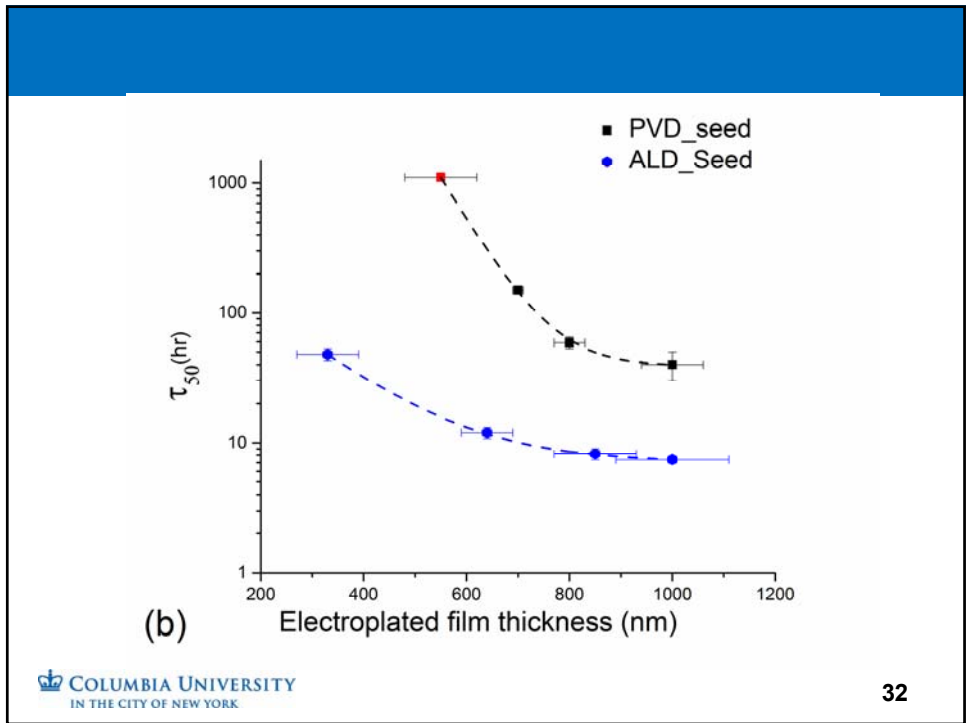 PVD_seed
ALD_Seed
1000
100
10
1
τ50(hr)
200 400 600 800 1000 1200
Electroplated film thickness (nm)
(b)
COLUMBIA UNIVERSITY
IN THE CITY OF NEW YORK
32